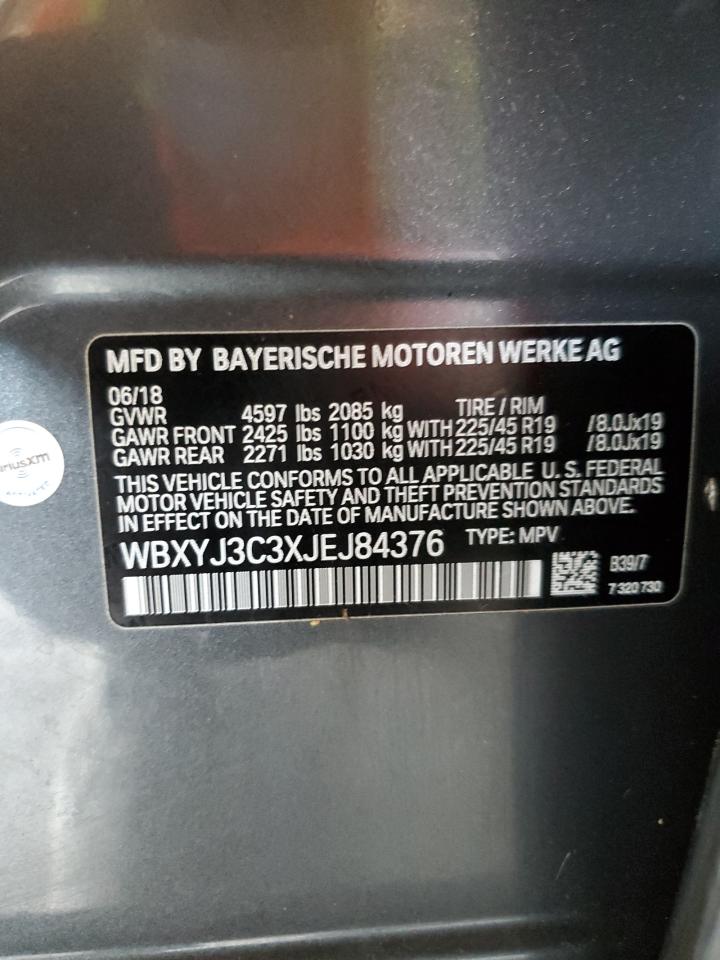 MFD BY BAYERISCHE MOTOREN WERKE AG
06/18
GVWR 4597 lbs 2085 kg TIRE / RIM
GAWR FRONT 2425 lbs 1100 kg WITH 225/45 R19 /8.0Jx19
GAWR REAR 2271 lbs 1030 kg WITH 225/45 R19 /8.0Jx19
THIS VEHICLE CONFORMS TO ALL APPLICABLE U. S. FEDERAL
MOTOR VEHICLE SAFETY AND THEFT PREVENTION STANDARDS
IN EFFECT ON THE DATE OF MANUFACTURE SHOWN ABOVE.
WBXYJ3C3XJEJ84376 TYPE: MPV
B39/7
7 320 730